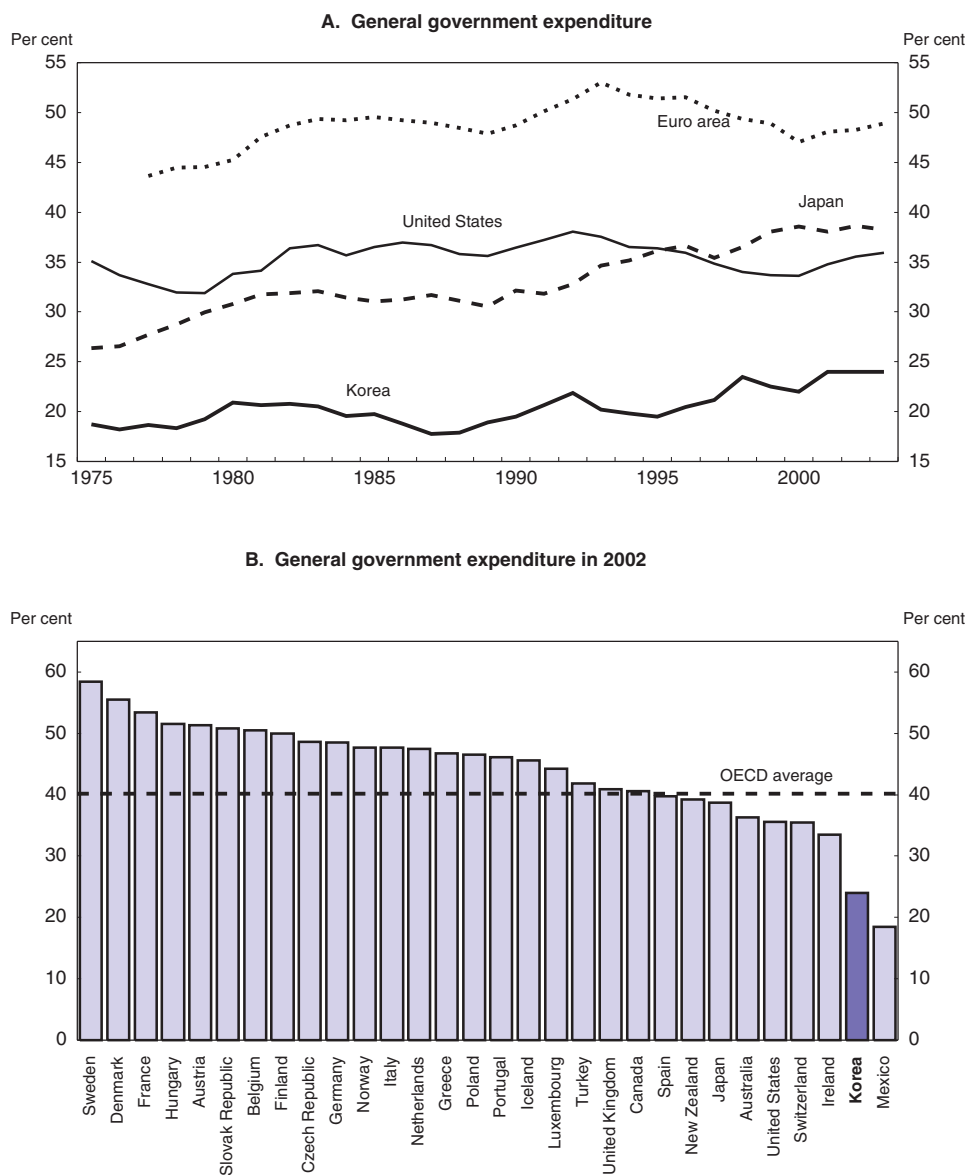 A. General government expenditure
Per cent Per cent
55 55
50 50
Euro area
45 45
40 40
Japan
United States
35 35
30 30
25 25
Korea
20 20
15 15
1975 1980 1985 1990 1995 2000
B. General government expenditure in 2002
Per cent Per cent
60 60
50 50
OECD average
40 40
30 30
20 20
10 10
0 0
Sweden
Denmark
France
Hungary
Austria
Slovak Republic
Belgium
Finland
Czech Republic
Germany
Norway
Italy
Netherlands
Greece
Poland
Portugal
Iceland
Luxembourg
Turkey
United Kingdom
Canada
Spain
New Zealand
Japan
Australia
United States
Switzerland
Ireland
Korea
Mexico